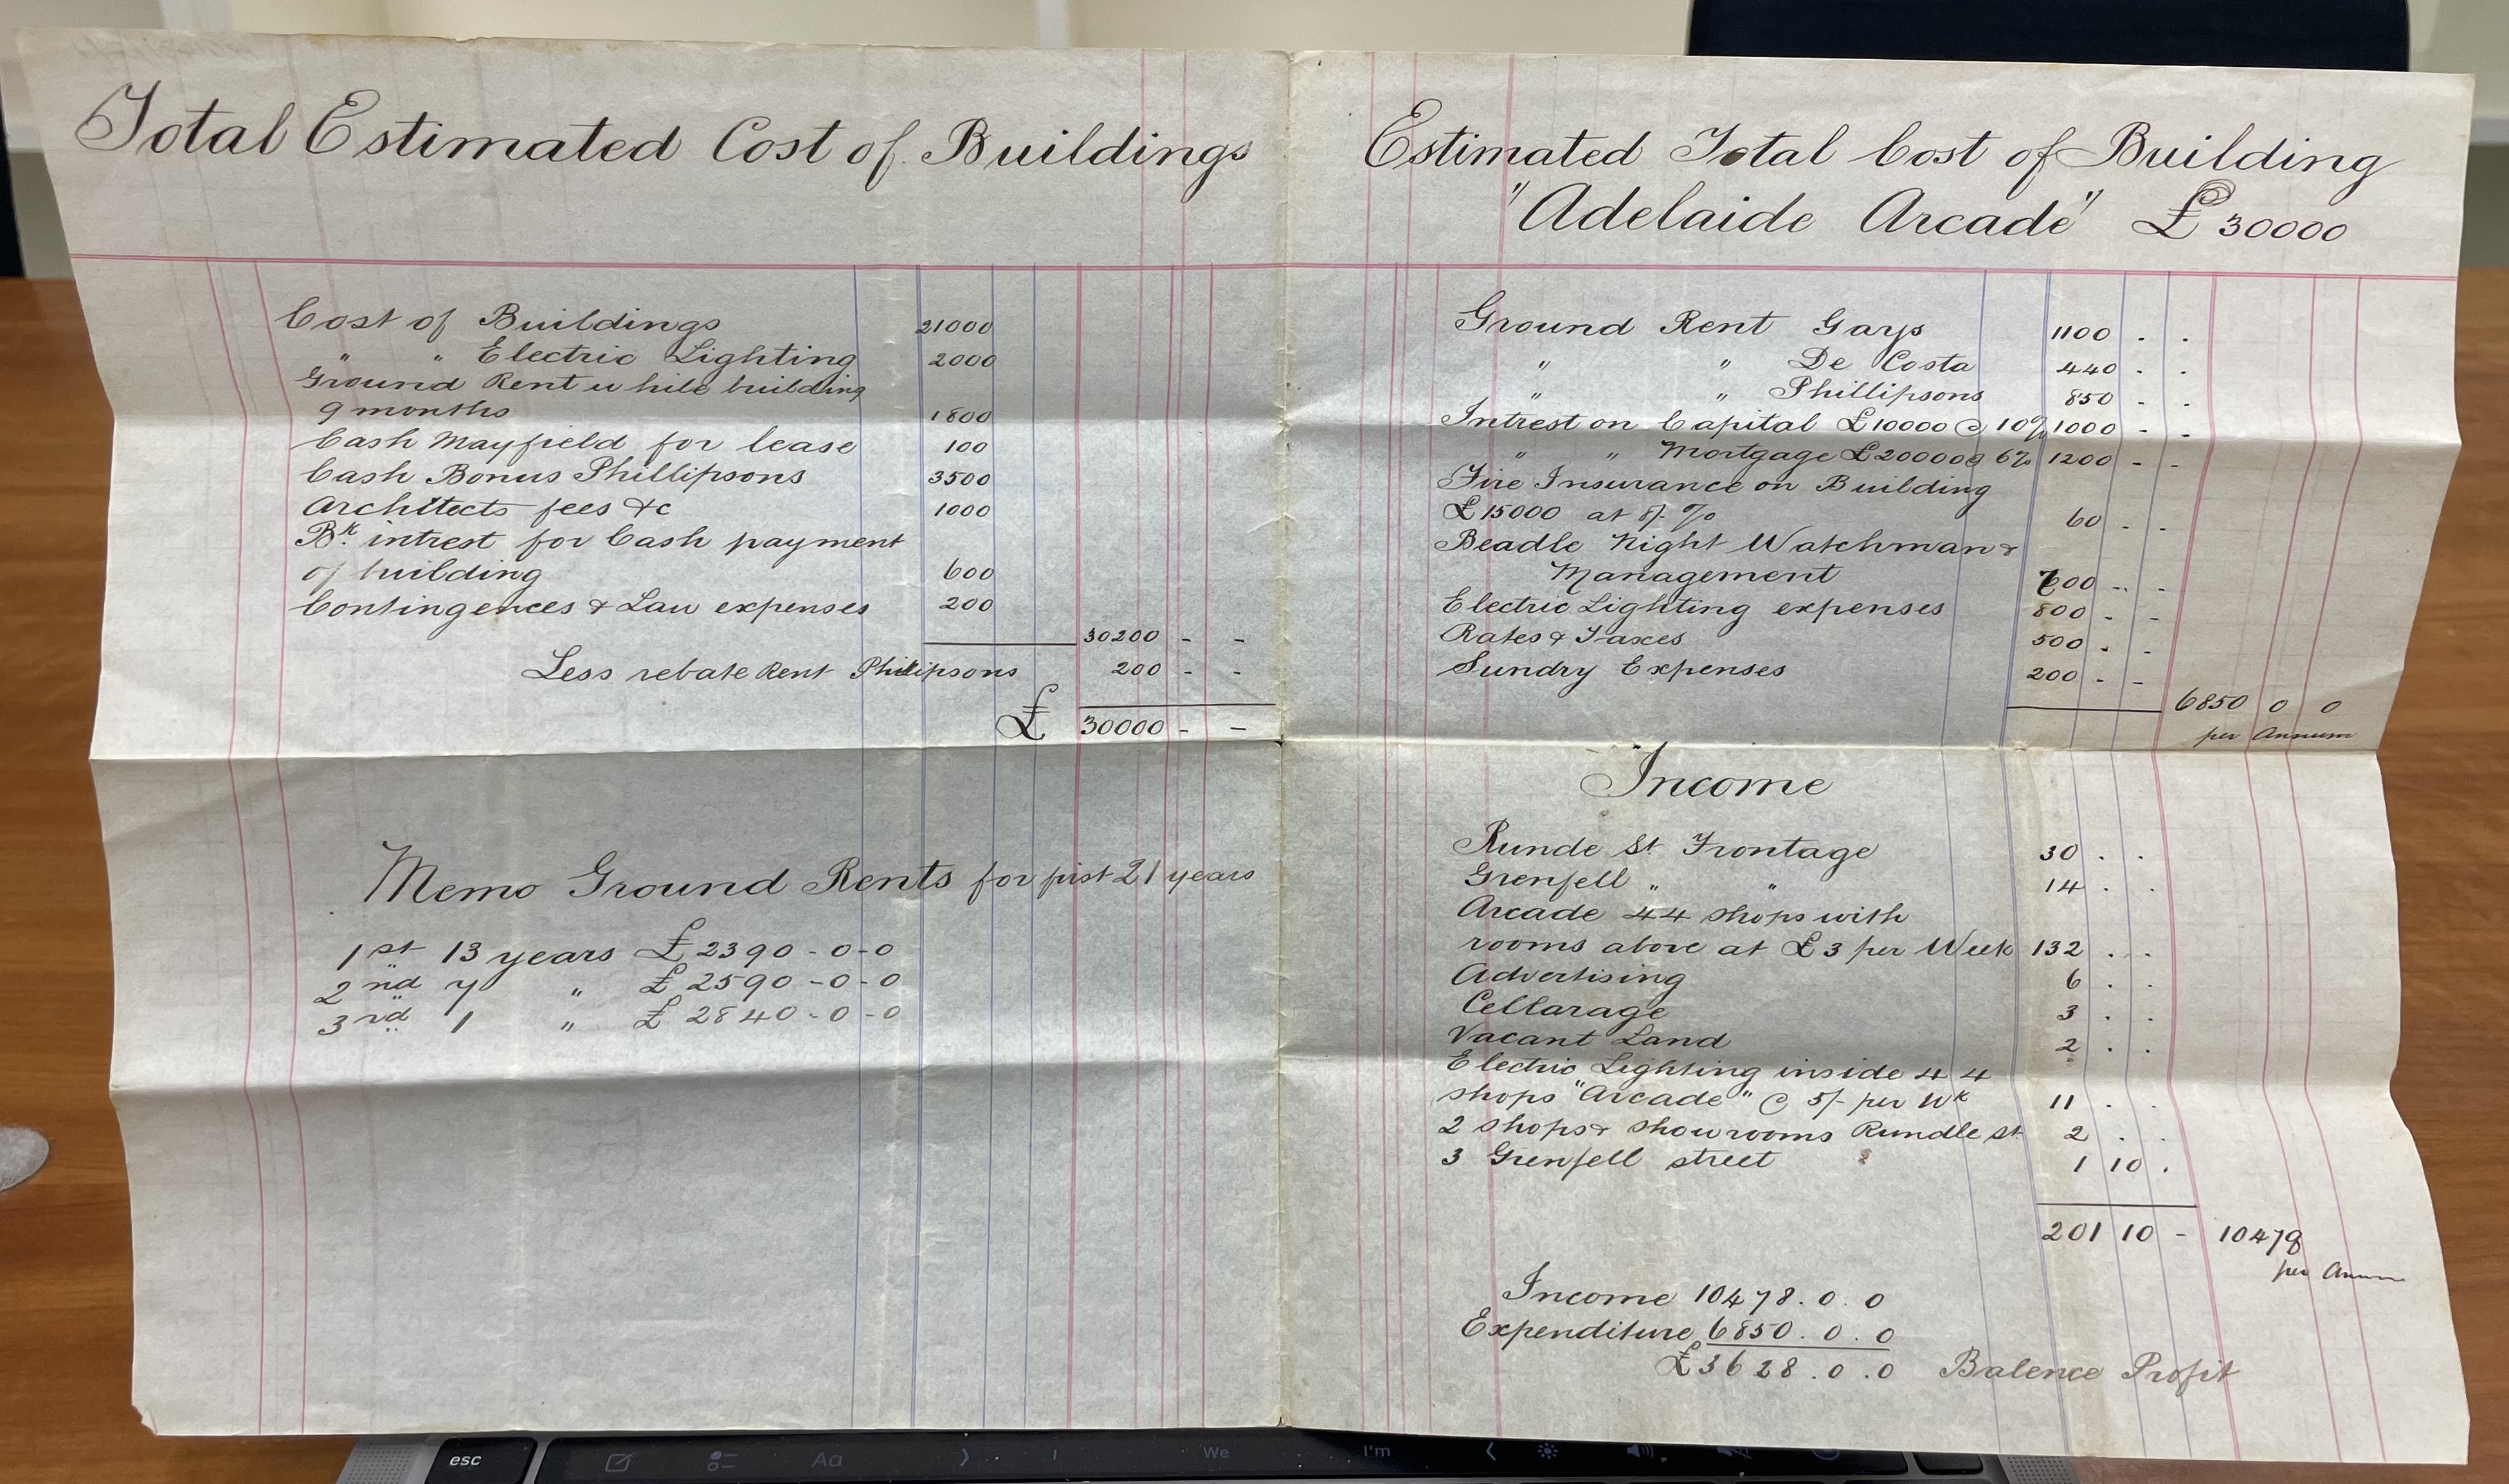 Total Estimated Cost of Buildings
Cost of Buildings 21000
" " Electric Lighting 2000
Ground Rent while building
9 months 1800
Cash Mayfield for lease 100
Cash Bonus Phillipsons 3500
Architects fees &c 1000
Bk. intrest for Cash payment
of building 600
Contingences & Law expenses 200
30200 - -
Less rebate Rent Phillipsons 200 - -
£ 30000 - -
Memo Ground Rents for first 21 years
1st 13 years £2390-0-0
2nd 7 " £2590-0-0
3rd 1 " £2840-0-0
Estimated Total Cost of Building
"Adelaide Arcade" £30000
Ground Rent Gays 1100 . .
" " De Costa 440 - .
" " Phillipsons 850 - -
Intrest on Capital £10000 @ 10% 1000 - -
" " Mortgage £20000 @ 6% 1200 - -
Fire Insurance on Building
£15000 at 8/- % 60 - -
Beadle Night Watchman &
Management 700 - -
Electric Lighting expenses 800 - -
Rates & Taxes 500 - -
Sundry Expenses 200 - -
6850 0 0
per Annum
Income
Runde St. Frontage 30 . .
Grenfell " " 14 . .
Arcade 44 shops with
rooms above at £3 per Week 132 . .
Advertising 6 . .
Cellarage 3 . .
Vacant Land 2 . .
Electric Lighting inside 44
shops "Arcade" @ 5/- per Wk 11 . .
2 shops & showrooms Rundle St 2 . .
3 Grenfell street 1 10 .
201 10 - 10478
per Annum
Income 10478.0.0
Expenditure 6850.0.0
£3628.0.0 Balence Profit
esc
Aa
I
We
I'm